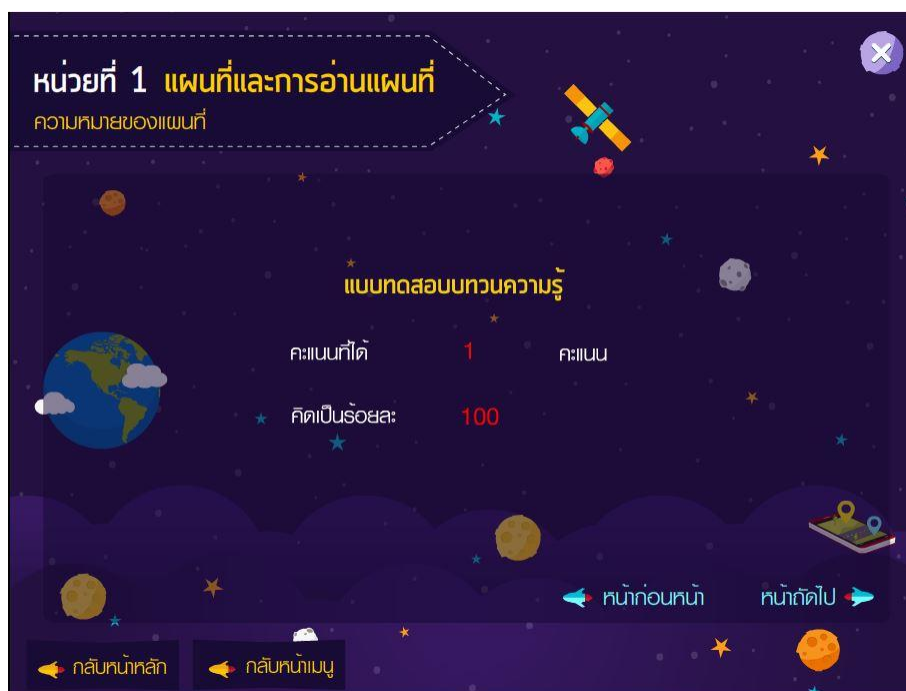 หน่วยที่ 1 แผนที่และการอ่านแผนที่
ความหมายของแผนที่
แบบทดสอบบทวนความรู้
คะแนนที่ได้ 1 คะแนน
คิดเป็นร้อยละ 100
หน้าก่อนหน้า หน้าถัดไป
กลับหน้าหลัก กลับหน้าเมนู